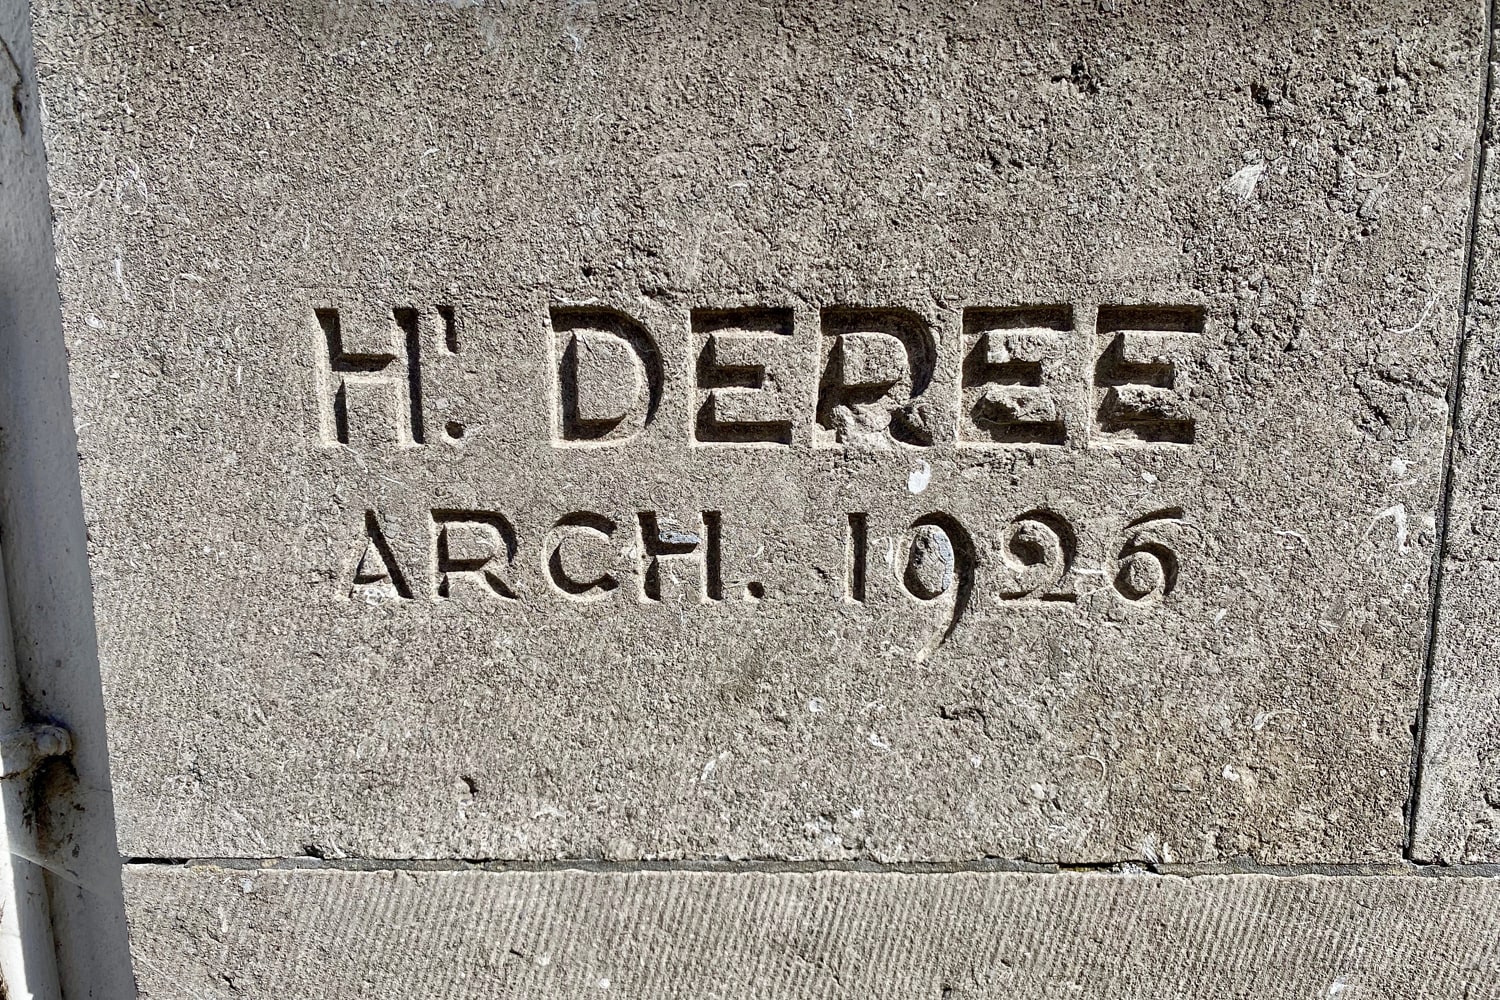 H'. DEREE
ARCH. 1926